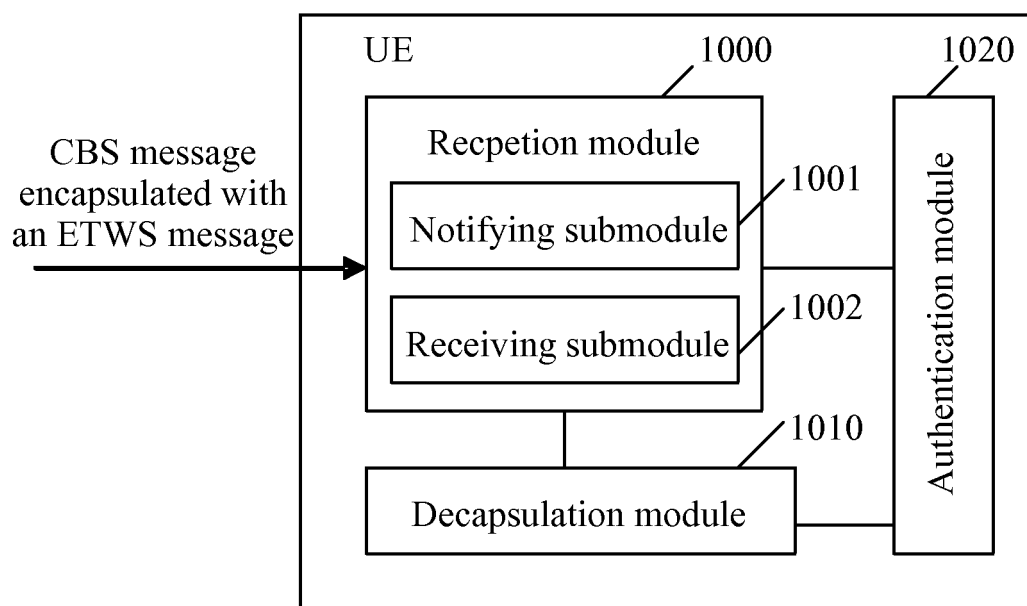 UE
1000
1020
Recpetion module
CBS message
encapsulated with
an ETWS message
1001
Notifying submodule
1002
Receiving submodule
Authentication module
1010
Decapsulation module